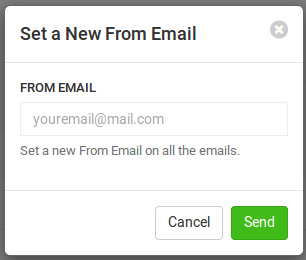 Set a New From Email
FROM EMAIL
youremail@mail.com
Set a new From Email on all the emails.
Cancel
Send